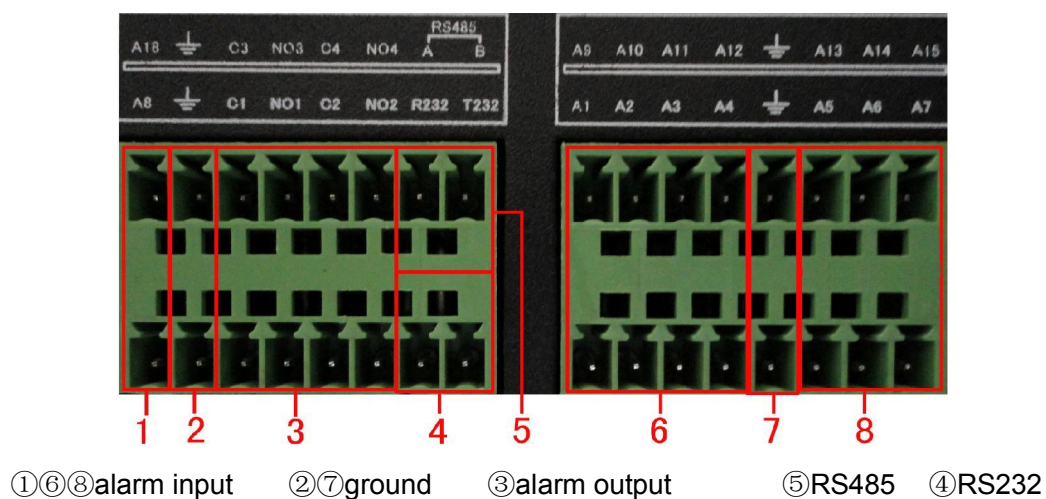 RS485
A18 C3 NO3 C4 NO4 A B
A8 C1 NO1 C2 NO2 R232 T232
A9 A10 A11 A12 A13 A14 A15
A1 A2 A3 A4 A5 A6 A7
1 2 3 4 5 6 7 8
①⑥⑧alarm input ②⑦ground ③alarm output ⑤RS485 ④RS232